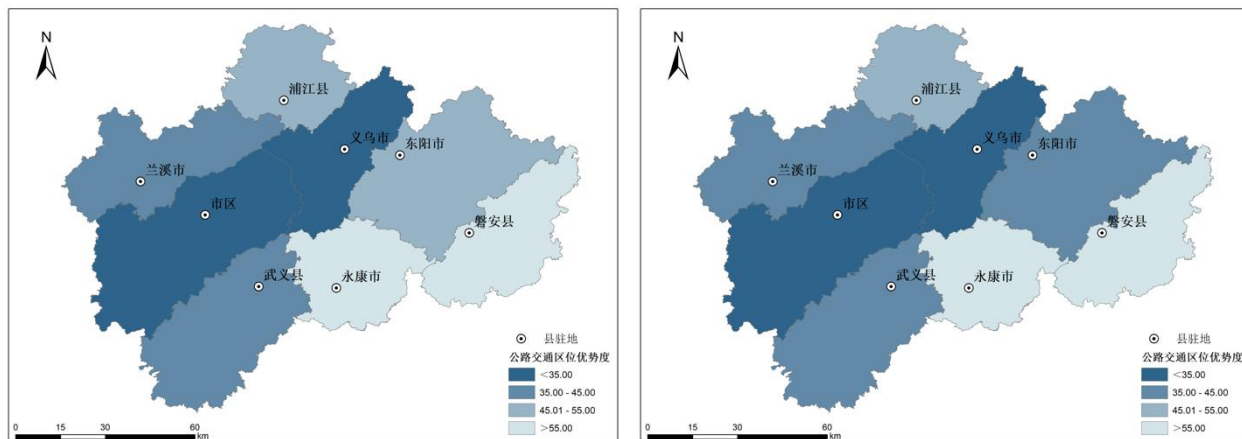 N
浦江县
义乌市
东阳市
兰溪市
市区
磐安县
武义县
永康市
县驻地
公路交通区位优势度
<35.00
35.00 - 45.00
45.01 - 55.00
>55.00
0 15 30 60
km
N
浦江县
义乌市
东阳市
兰溪市
市区
磐安县
武义县
永康市
县驻地
公路交通区位优势度
<35.00
35.00 - 45.00
45.01 - 55.00
>55.00
0 15 30 60
km